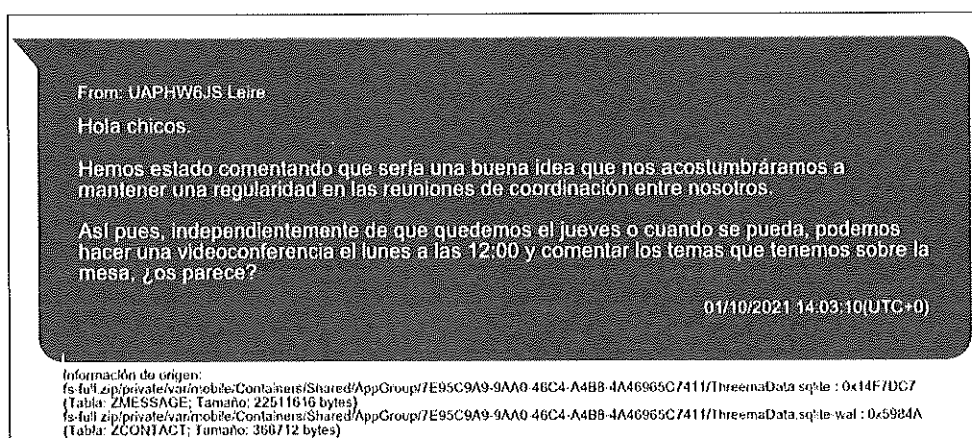 From: UAPHW6JS Leire
Hola chicos.
Hemos estado comentando que sería una buena idea que nos acostumbráramos a
mantener una regularidad en las reuniones de coordinación entre nosotros.
Así pues, independientemente de que quedemos el jueves o cuando se pueda, podemos
hacer una videoconferencia el lunes a las 12:00 y comentar los temas que tenemos sobre la
mesa, ¿os parece?
01/10/2021 14:03:10(UTC+0)
Información de origen:
fs-full.zip/private/var/mobile/Containers/Shared/AppGroup/7E95C9A9-9AA0-46C4-A4B8-4A46965C7411/ThreemaData.sqlite : 0x14F7DC7
(Tabla: ZMESSAGE; Tamaño: 22511616 bytes)
fs-full.zip/private/var/mobile/Containers/Shared/AppGroup/7E95C9A9-9AA0-46C4-A4B8-4A46965C7411/ThreemaData.sqlite-wal : 0x5984A
(Tabla: ZCONTACT; Tamaño: 366712 bytes)